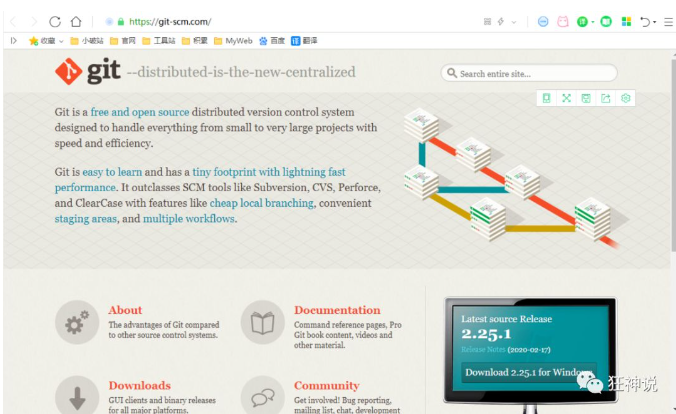 https://git-scm.com/
收藏 小破站 官网 工具站 积累 MyWeb 百度 翻译
git --distributed-is-the-new-centralized
Search entire site...
Git is a free and open source distributed version control system
designed to handle everything from small to very large projects with
speed and efficiency.
Git is easy to learn and has a tiny footprint with lightning fast
performance. It outclasses SCM tools like Subversion, CVS, Perforce,
and ClearCase with features like cheap local branching, convenient
staging areas, and multiple workflows.
About
The advantages of Git compared
to other source control systems.
Documentation
Command reference pages, Pro
Git book content, videos and
other material.
Downloads
GUI clients and binary releases
for all major platforms.
Community
Get involved! Bug reporting,
mailing list, chat, development
Latest source Release
2.25.1
Release Notes (2020-02-17)
Download 2.25.1 for Windows
狂神说